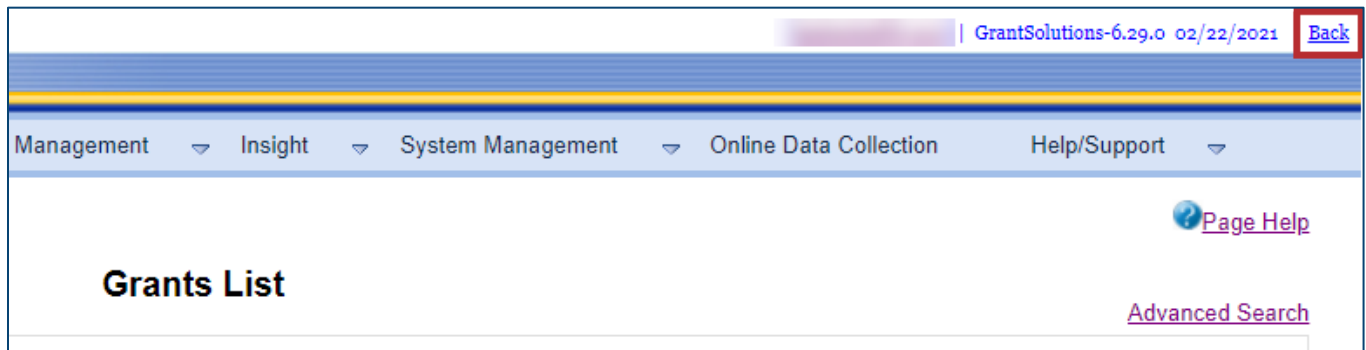 | GrantSolutions-6.29.0 02/22/2021 Back
Management Insight System Management Online Data Collection Help/Support
Page Help
Grants List
Advanced Search